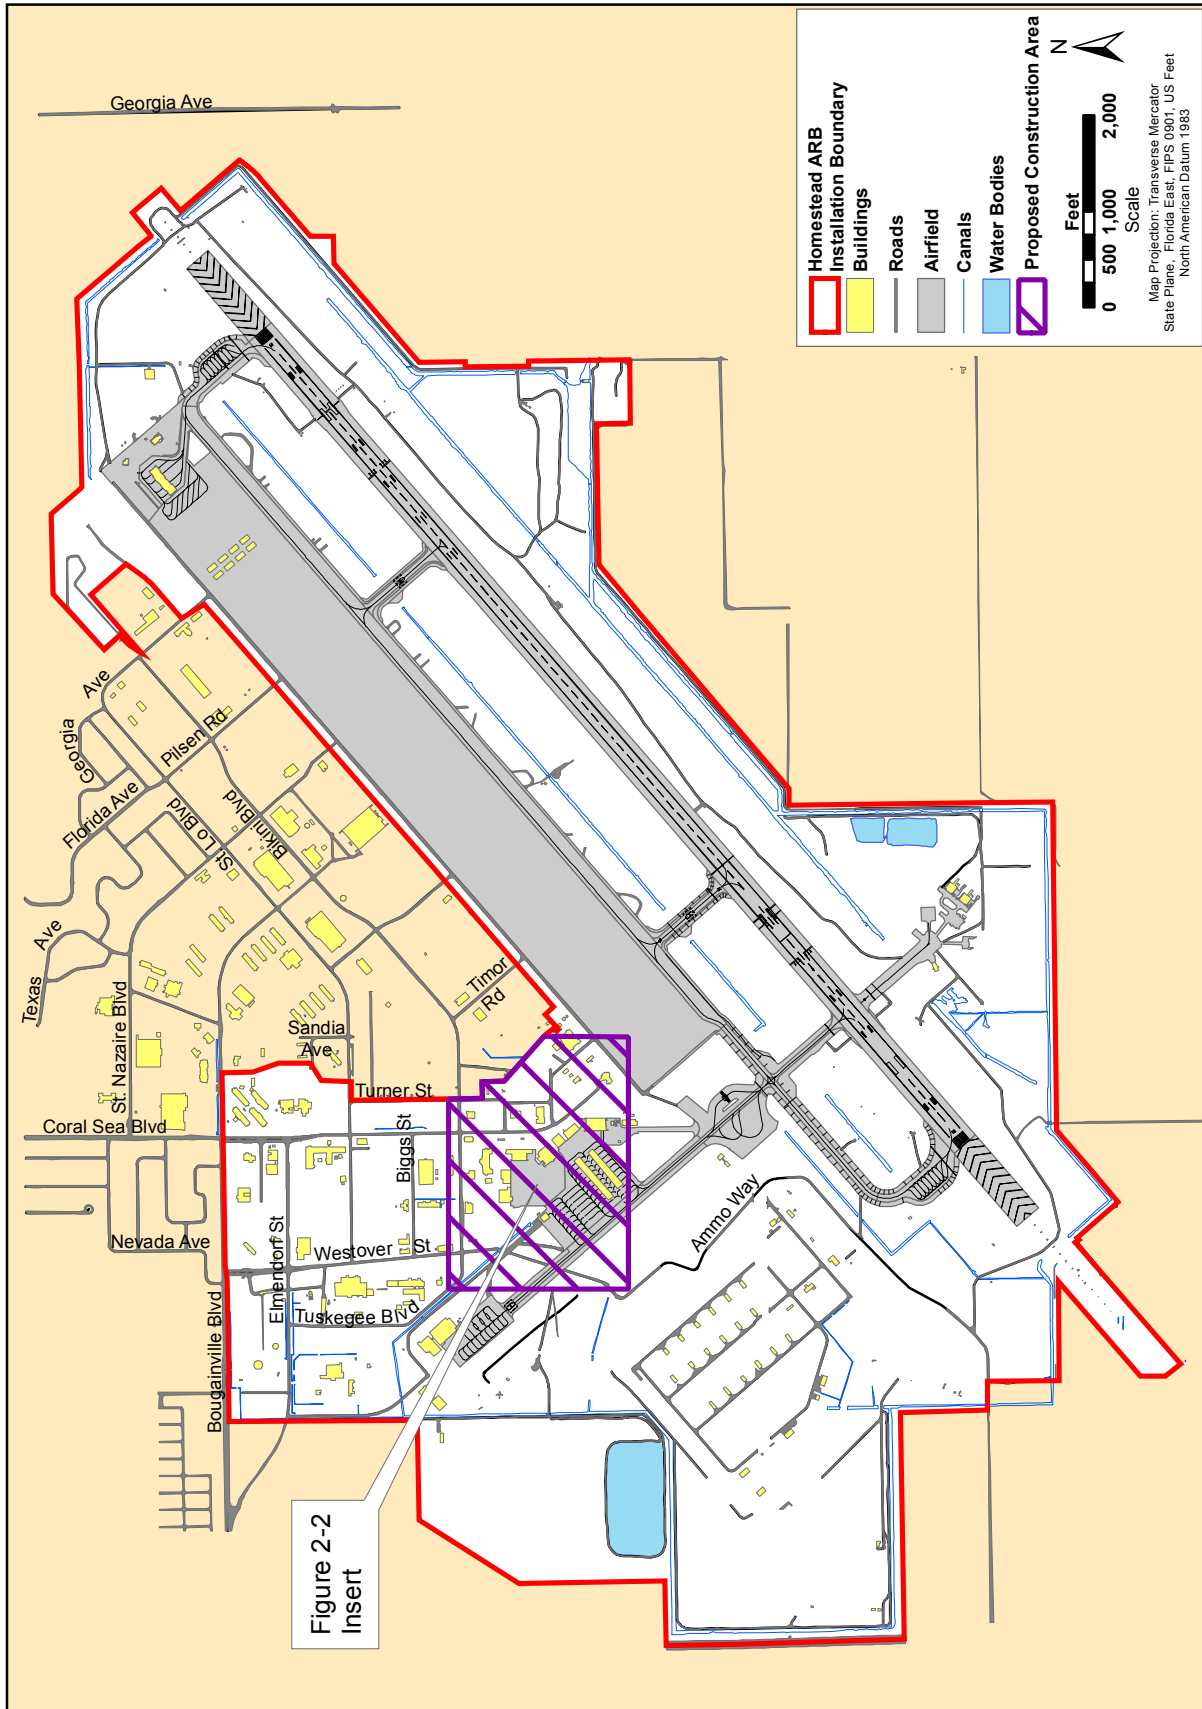 Georgia Ave
Georgia
Ave
Florida Ave
Pilsen Rd
St Lo Blvd
Bikini Blvd
Texas
Ave
St. Nazaire Blvd
Sandia
Ave
Timor
Rd
Coral Sea Blvd
Turner St
Biggs St
Nevada Ave
Elmendorf St
Westover St
Tuskegee Blvd
Bougainville Blvd
Ammo Way
Figure 2-2
Insert
Homestead ARB
Installation Boundary
Buildings
Roads
Airfield
Canals
Water Bodies
Proposed Construction Area
N
Feet
0 500 1,000 2,000
Scale
Map Projection: Transverse Mercator
State Plane, Florida East, FIPS 0901, US Feet
North American Datum 1983